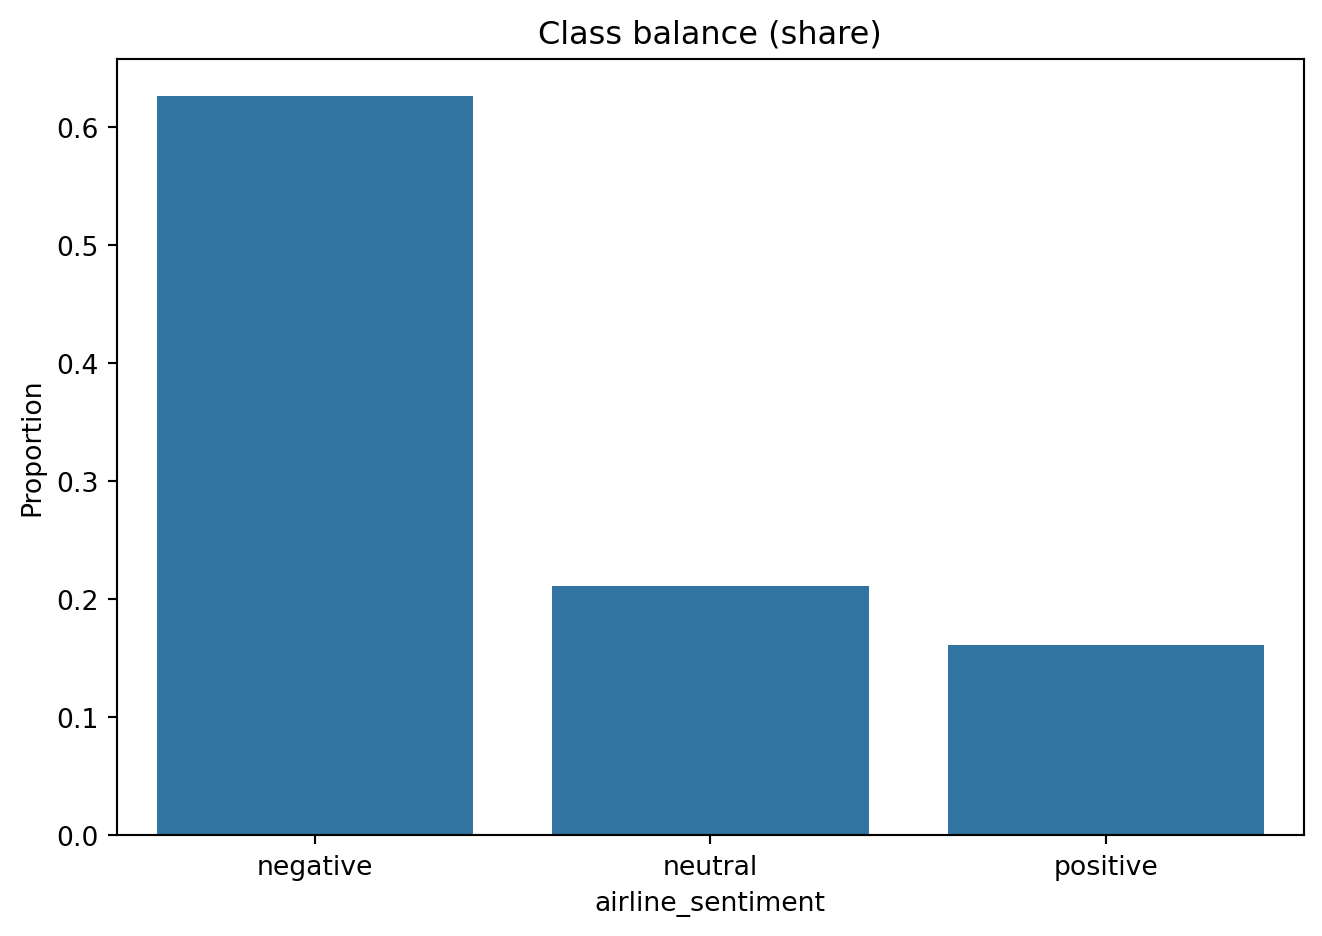 Class balance (share)
Proportion
0.6
0.5
0.4
0.3
0.2
0.1
0.0
negative neutral positive
airline_sentiment